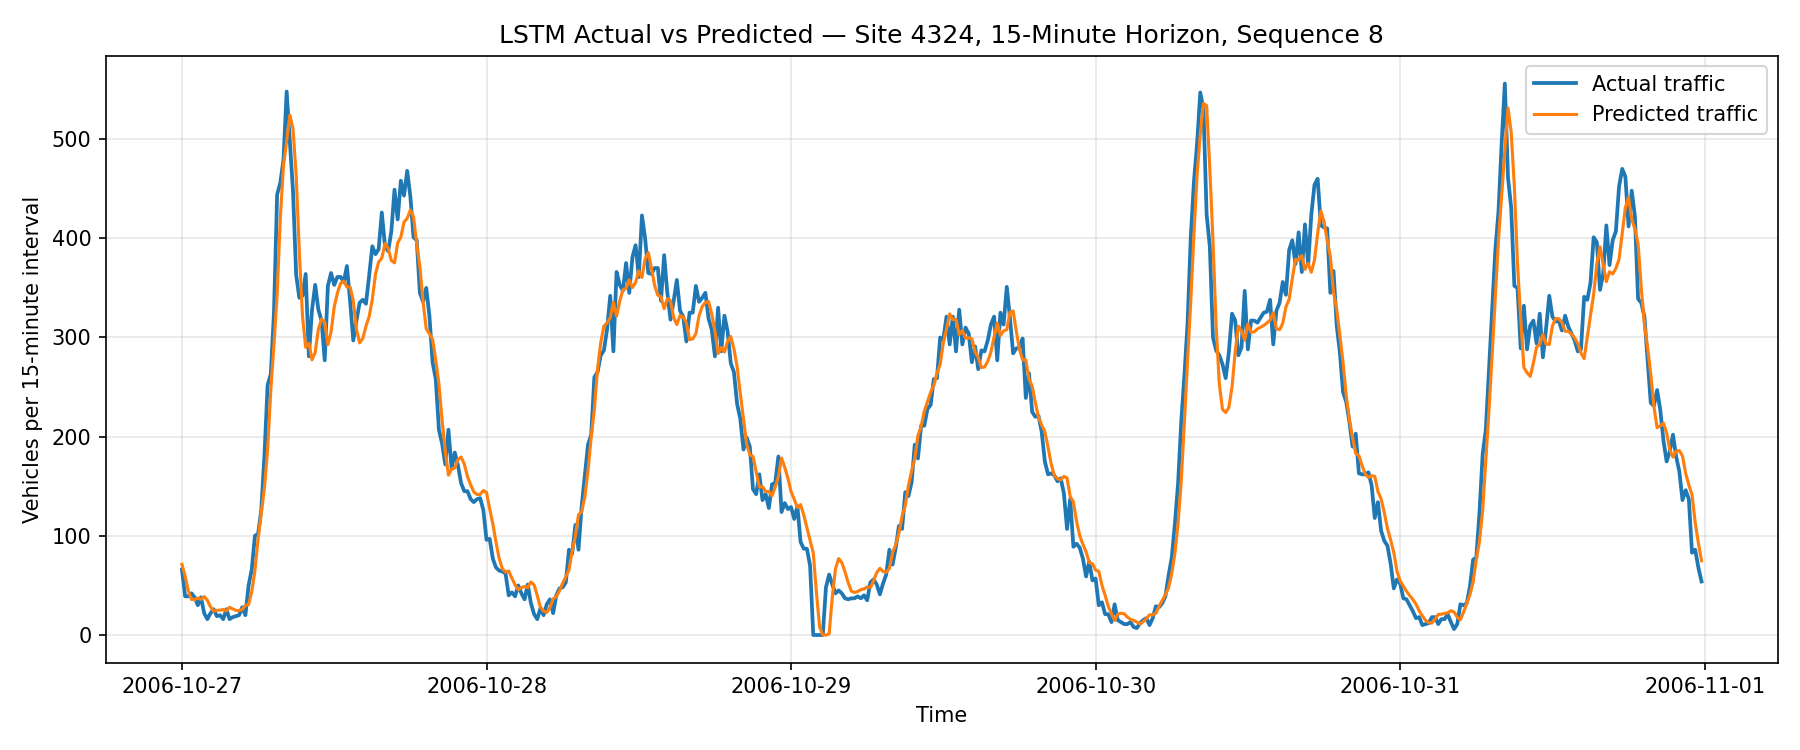 LSTM Actual vs Predicted — Site 4324, 15-Minute Horizon, Sequence 8
Actual traffic
Predicted traffic
Vehicles per 15-minute interval
500
400
300
200
100
0
2006-10-27
2006-10-28
2006-10-29
2006-10-30
2006-10-31
2006-11-01
Time